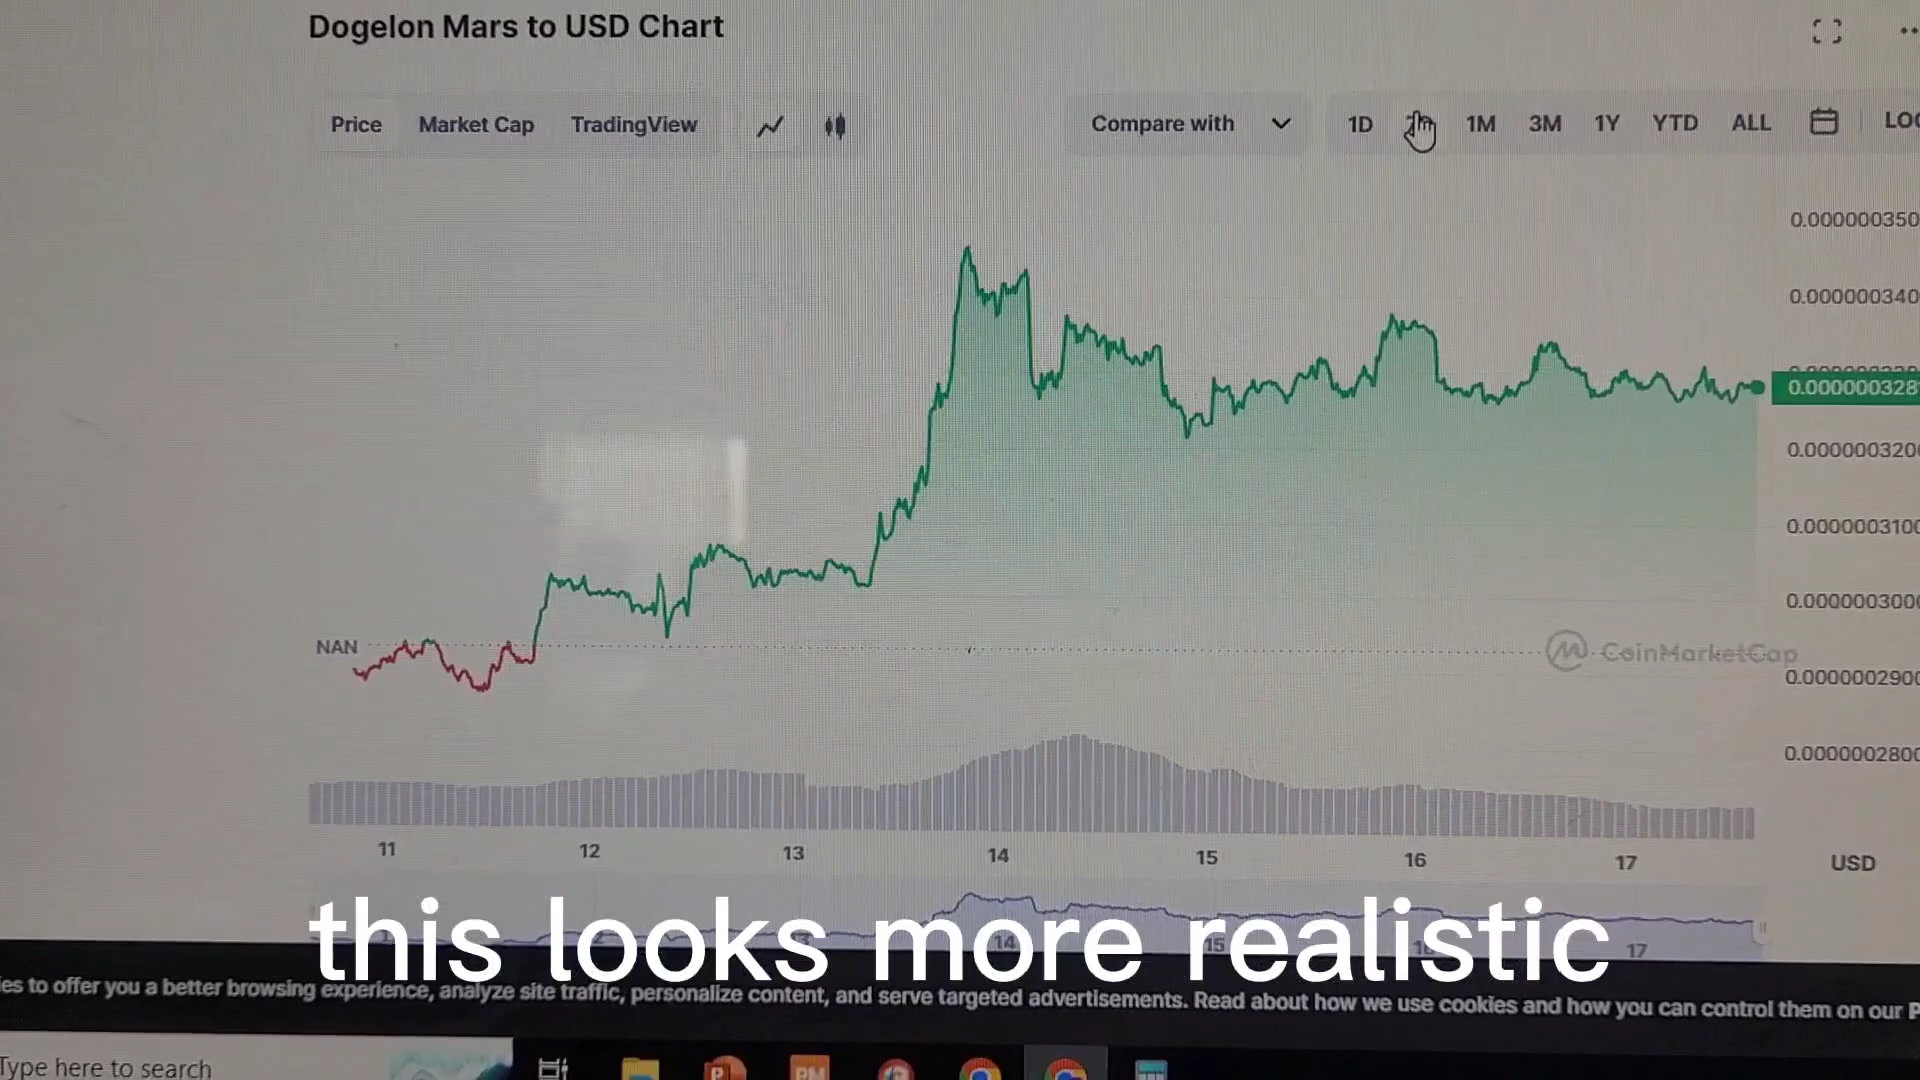 Dogelon Mars to USD Chart
Price Market Cap TradingView Compare with 1D 1M 3M 1Y YTD ALL LOG
0.000000350
0.000000340
0.000000328
0.000000320
0.000000310
0.000000300
NAN
CoinMarketCap
0.000000290
0.000000280
11 12 13 14 15 16 17 USD
14 15 17
this looks more realistic
es to offer you a better browsing experience, analyze site traffic, personalize content, and serve targeted advertisements. Read about how we use cookies and how you can control them on our P
Type here to search